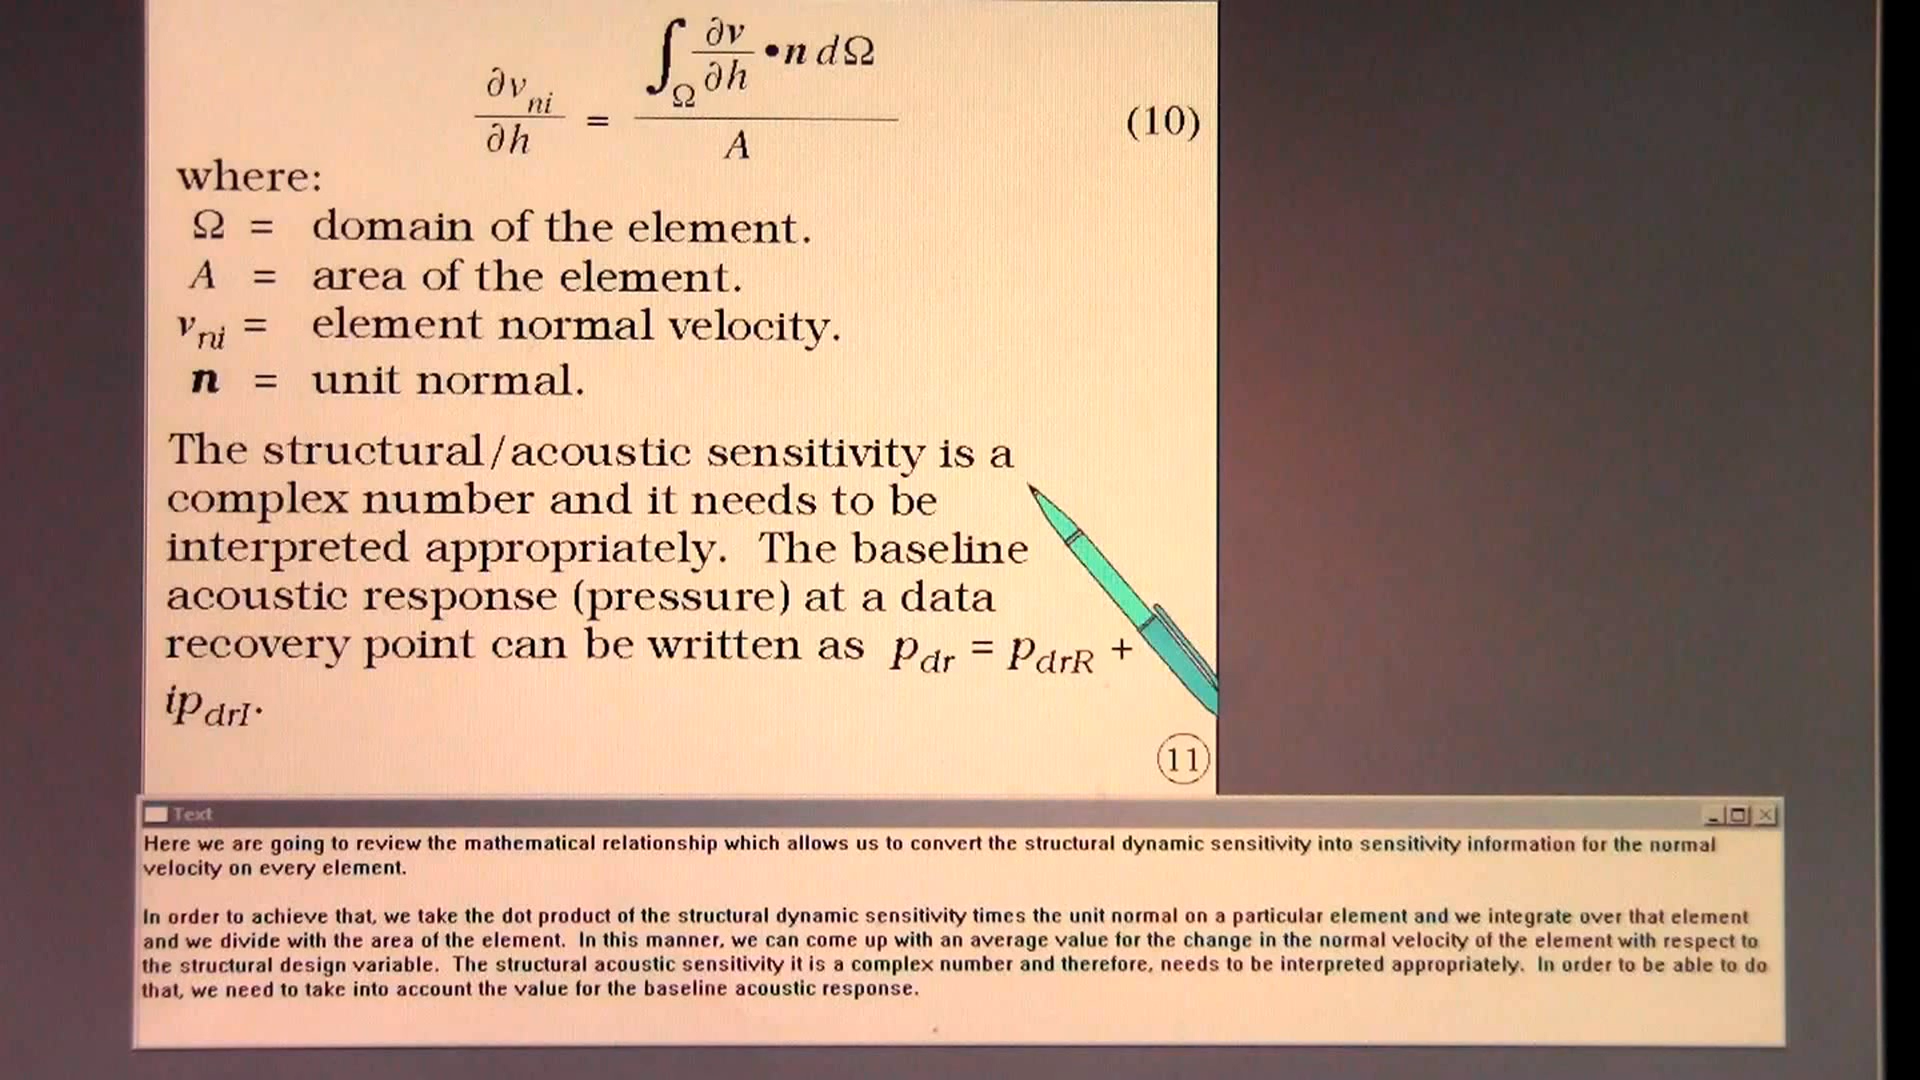 ∂v_ni / ∂h = ∫_Ω ∂v/∂h • n dΩ / A (10)
where:
Ω = domain of the element.
A = area of the element.
v_ni = element normal velocity.
n = unit normal.
The structural/acoustic sensitivity is a
complex number and it needs to be
interpreted appropriately. The baseline
acoustic response (pressure) at a data
recovery point can be written as p_dr = p_drR +
ip_drI.
11
Text
Here we are going to review the mathematical relationship which allows us to convert the structural dynamic sensitivity into sensitivity information for the normal
velocity on every element.
In order to achieve that, we take the dot product of the structural dynamic sensitivity times the unit normal on a particular element and we integrate over that element
and we divide with the area of the element. In this manner, we can come up with an average value for the change in the normal velocity of the element with respect to
the structural design variable. The structural acoustic sensitivity it is a complex number and therefore, needs to be interpreted appropriately. In order to be able to do
that, we need to take into account the value for the baseline acoustic response.